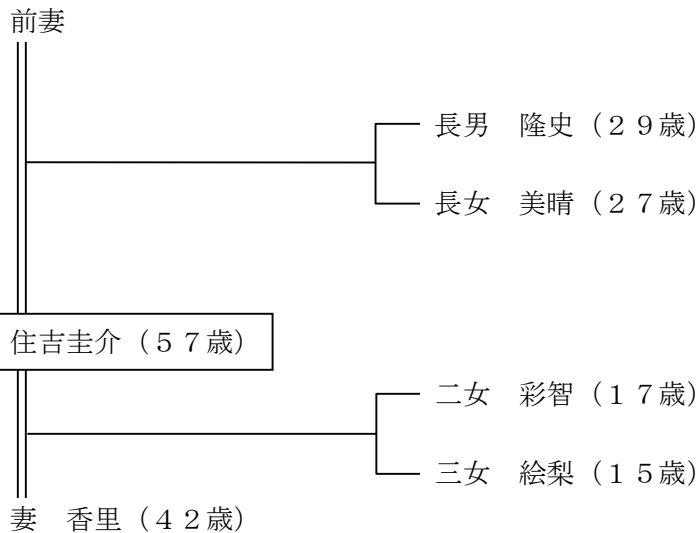 前妻
長男　隆史（２９歳）
長女　美晴（２７歳）
住吉圭介（５７歳）
二女　彩智（１７歳）
三女　絵梨（１５歳）
妻　香里（４２歳）